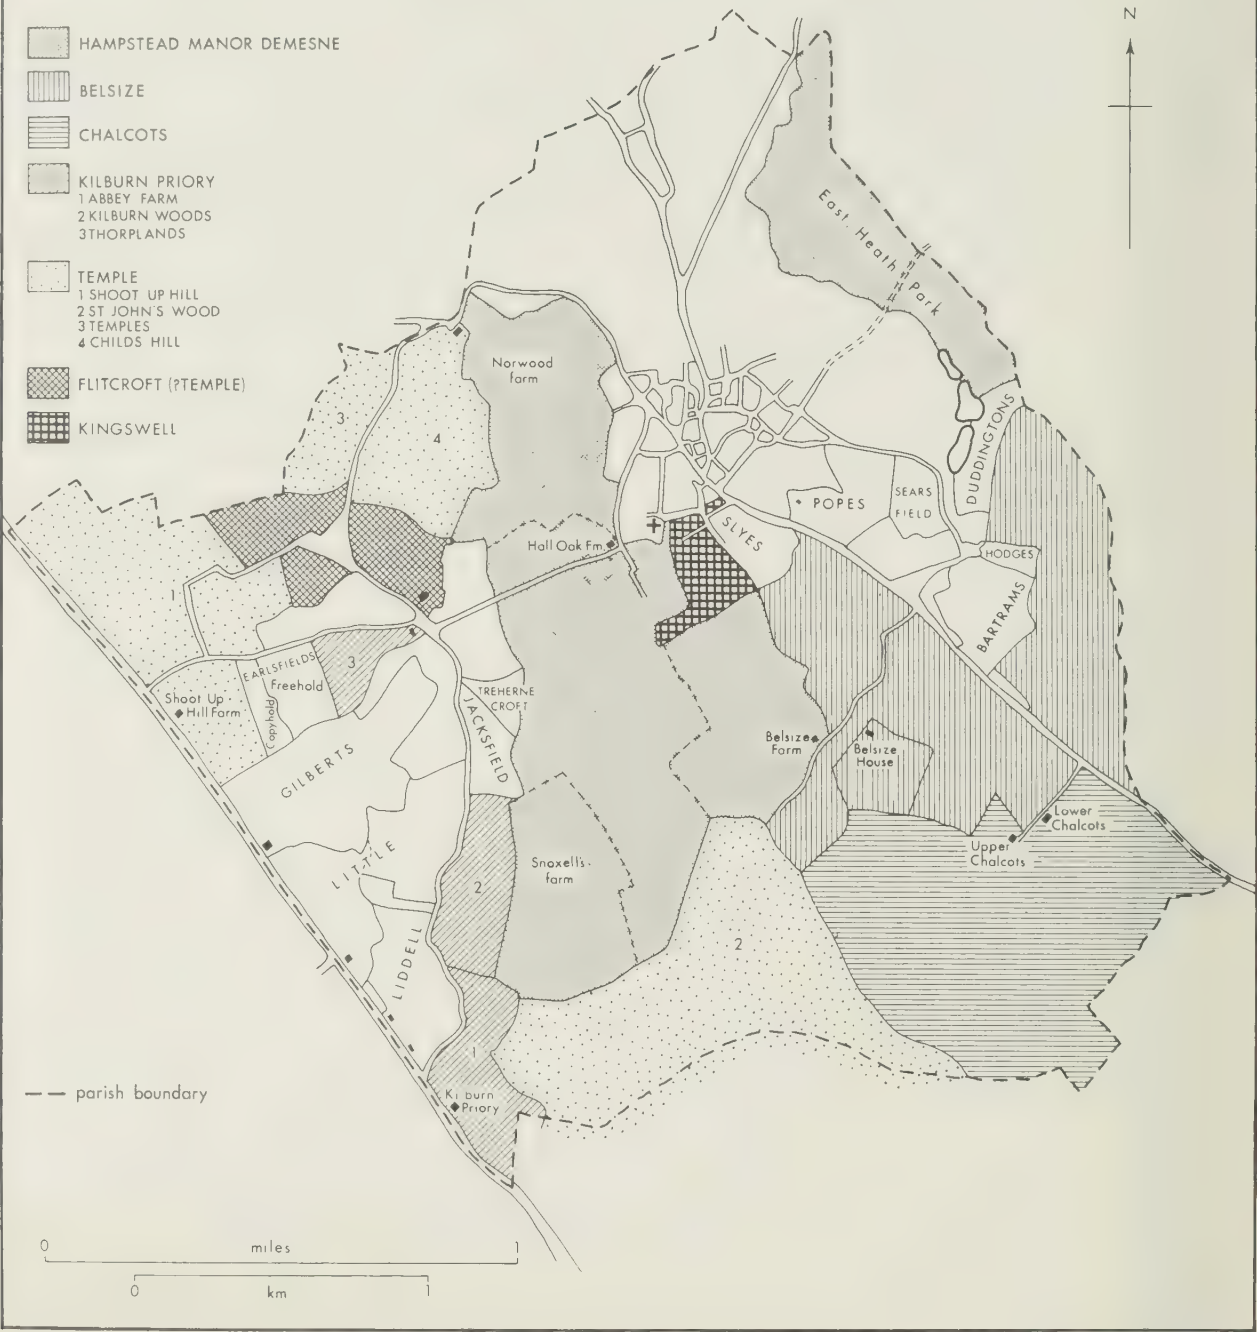 HAMPSTEAD MANOR DEMESNE
BELSIZE
CHALCOTS
KILBURN PRIORY
1 ABBEY FARM
2 KILBURN WOODS
3 THORPLANDS
TEMPLE
1 SHOOT UP HILL
2 ST JOHN'S WOOD
3 TEMPLES
4 CHILDS HILL
FLITCROFT (?TEMPLE)
KINGSWELL
N
East Heath Park
Norwood
farm
3
4
DUDDINGTONS
POPES
SEARS
FIELD
SLYES
Hall Oak Fm.
HODGES
BARTRAMS
1
EARLSFIELDS
Freehold
Copyhold
3
Shoot Up
Hill Farm
TREHERNE
CROFT
JACKSFIELD
GILBERTS
Belsize
Farm
Belsize
House
Lower
Chalcots
Upper
Chalcots
LITTLE
Snoxell's
farm
2
2
LIDDELL
1
Kilburn
Priory
parish boundary
0 miles 1
0 km 1